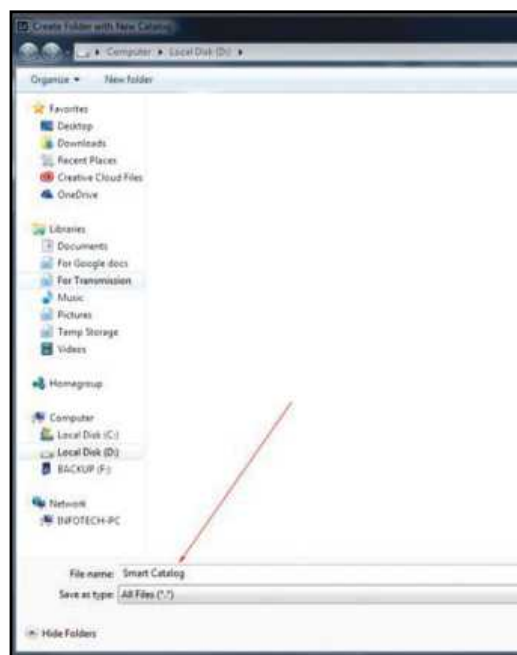 Create Folder with New Catalog
Computer ▸ Local Disk (D:) ▸
Organize ▾ New folder
Favorites
Desktop
Downloads
Recent Places
Creative Cloud Files
OneDrive
Libraries
Documents
For Google docs
For Transmission
Music
Pictures
Temp Storage
Videos
Homegroup
Computer
Local Disk (C:)
Local Disk (D:)
BACKUP (F:)
Network
INFOTECH-PC
File name: Smart Catalog
Save as type: All Files (*.*)
Hide Folders